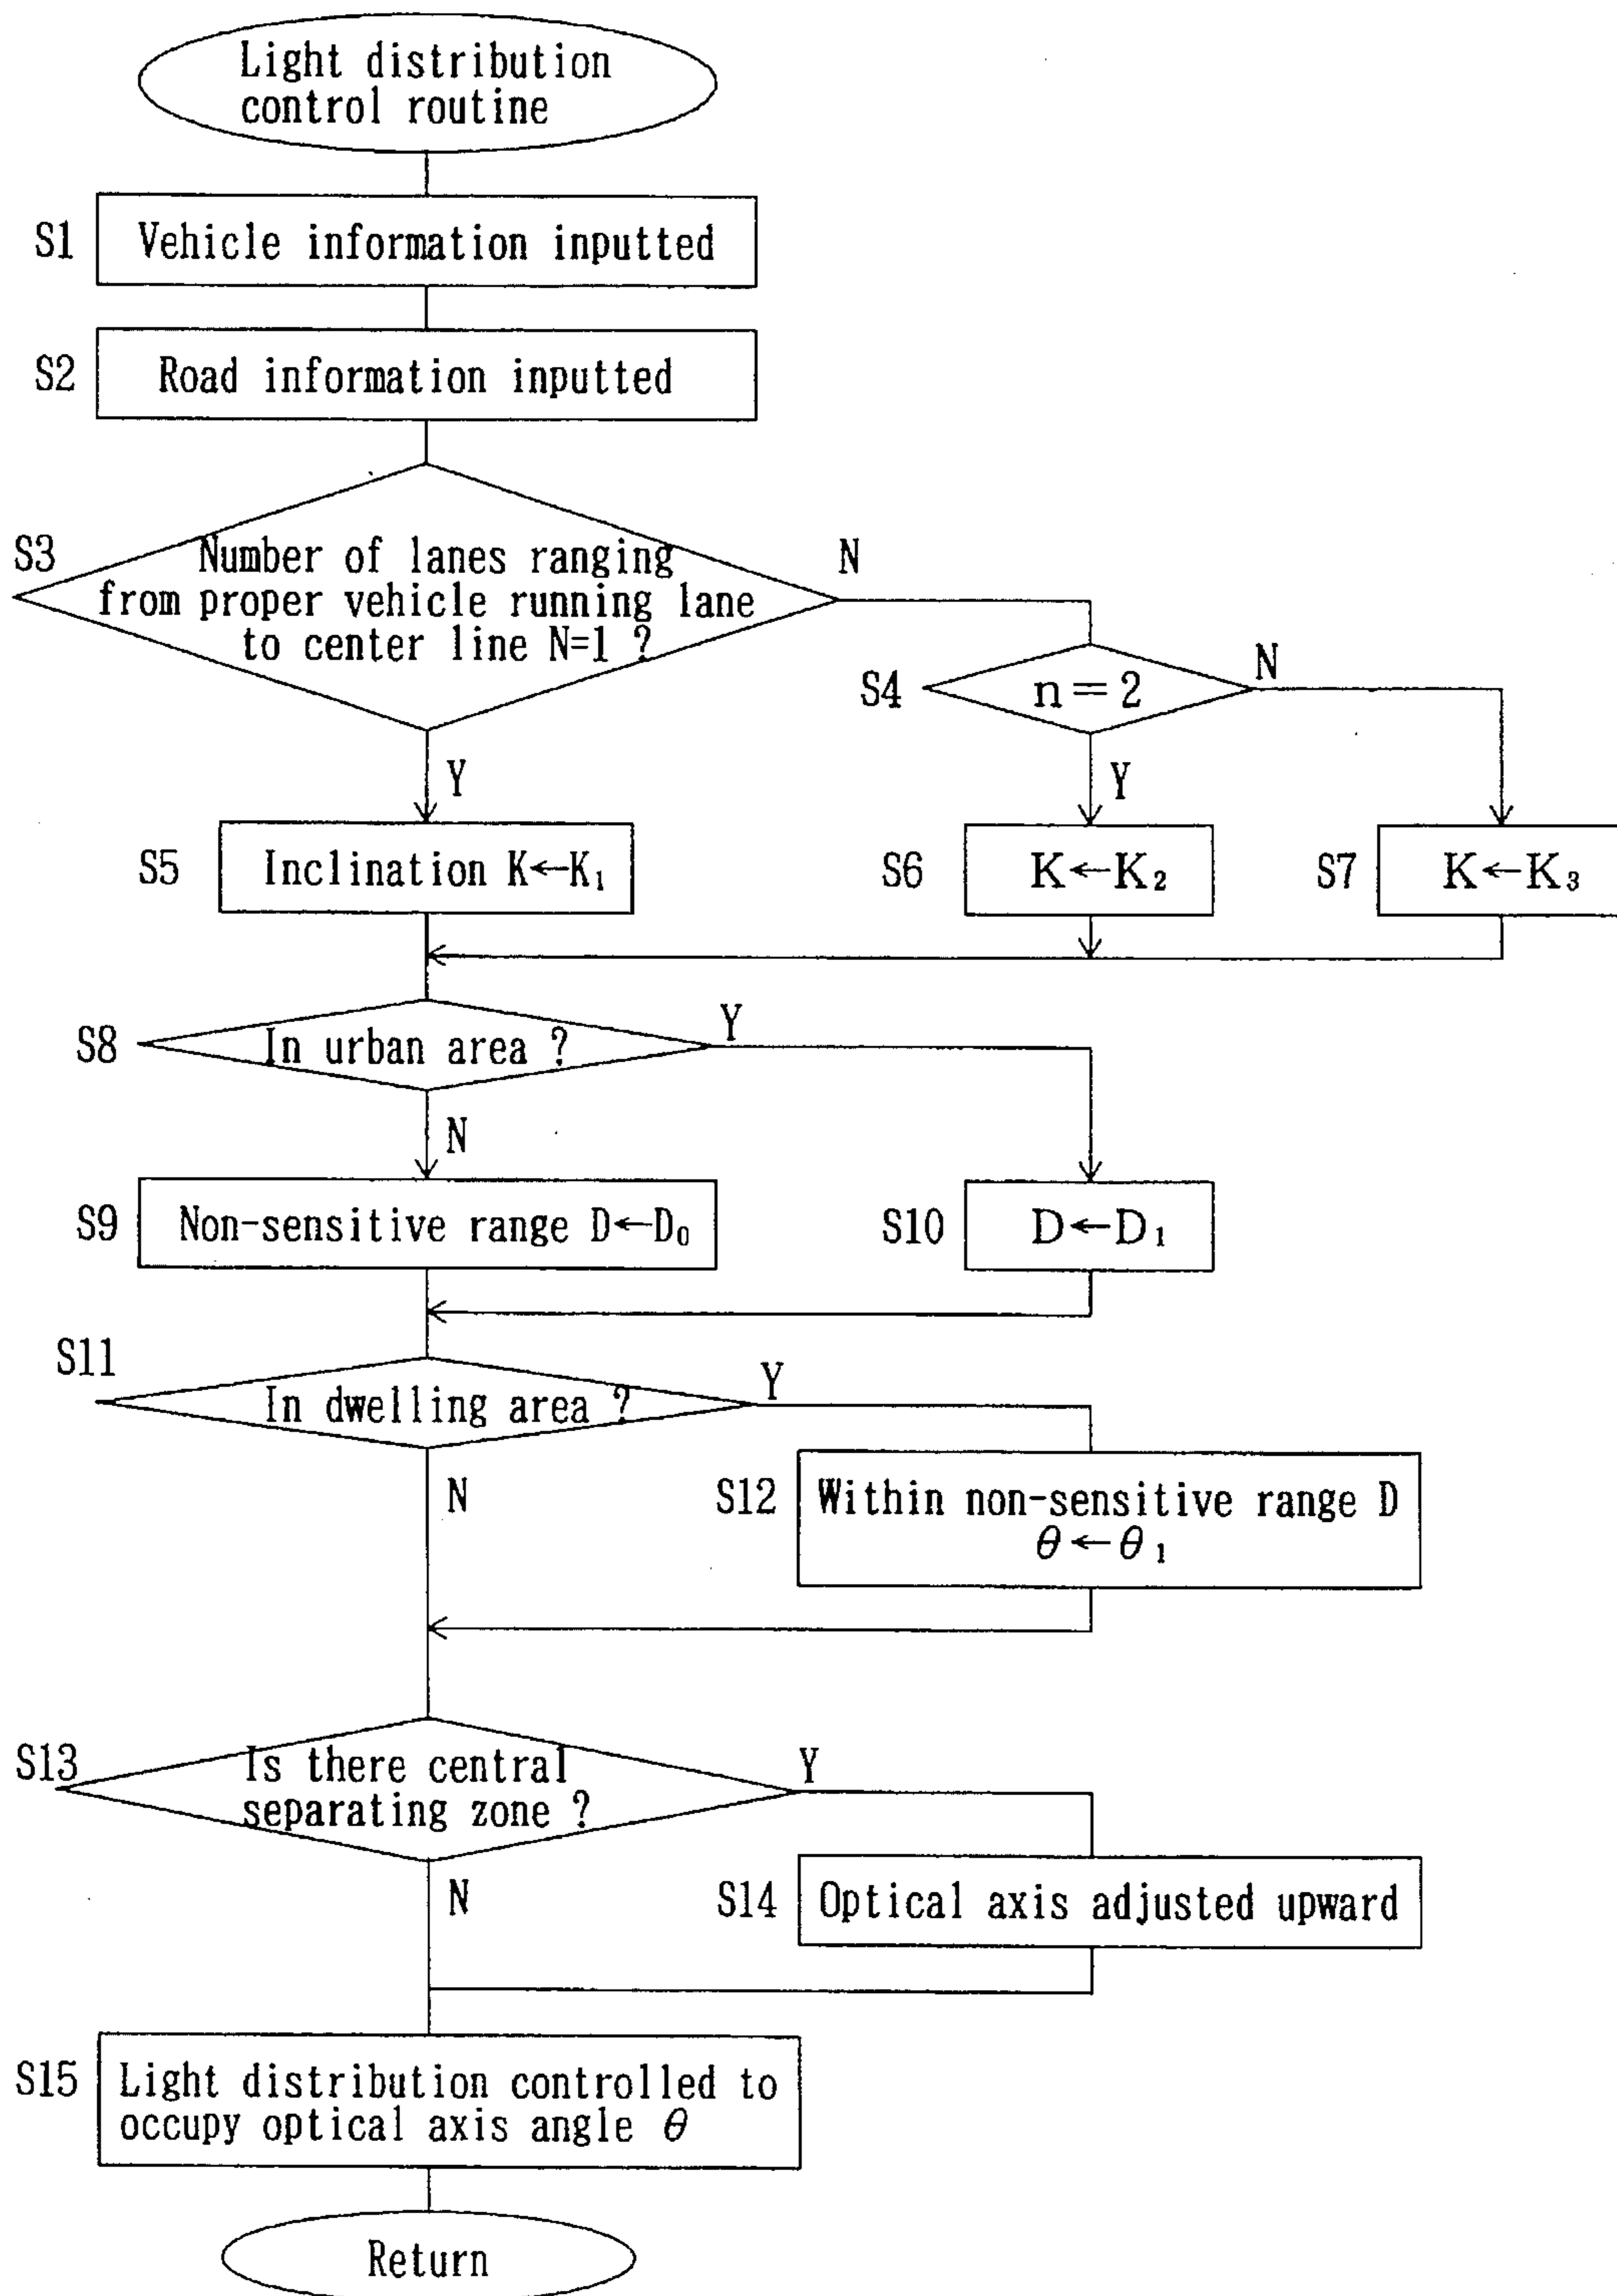 Light distribution
control routine
S1
Vehicle information inputted
S2
Road information inputted
S3
Number of lanes ranging
from proper vehicle running lane
to center line N=1 ?
N
S4
n=2
N
Y
Y
S5
Inclination K←K₁
S6
K←K₂
S7
K←K₃
S8
In urban area ?
Y
N
S9
Non-sensitive range D←D₀
S10
D←D₁
S11
In dwelling area ?
Y
N
S12
Within non-sensitive range D
θ←θ₁
S13
Is there central
separating zone ?
Y
N
S14
Optical axis adjusted upward
S15
Light distribution controlled to
occupy optical axis angle θ
Return